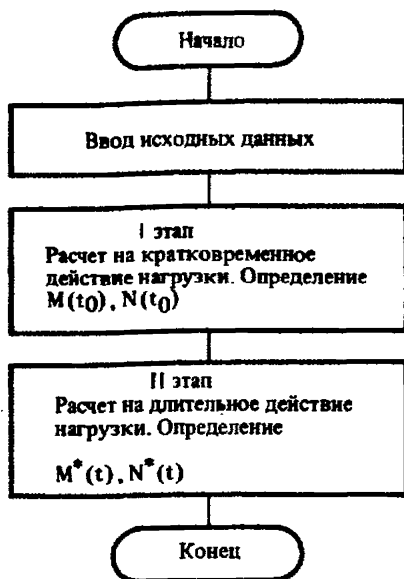 Начало
Ввод исходных данных
I этап
Расчет на кратковременное
действие нагрузки. Определение
M(t0), N(t0)
II этап
Расчет на длительное действие
нагрузки. Определение
M*(t), N*(t)
Конец